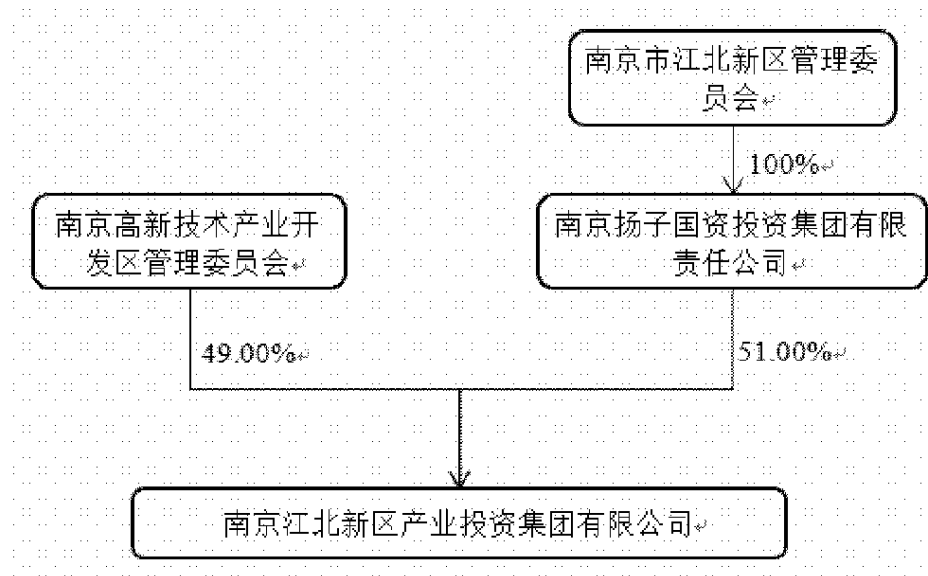 南京市江北新区管理委
员会
100%
南京高新技术产业开
发区管理委员会
南京扬子国资投资集团有限
责任公司
49.00%
51.00%
南京江北新区产业投资集团有限公司